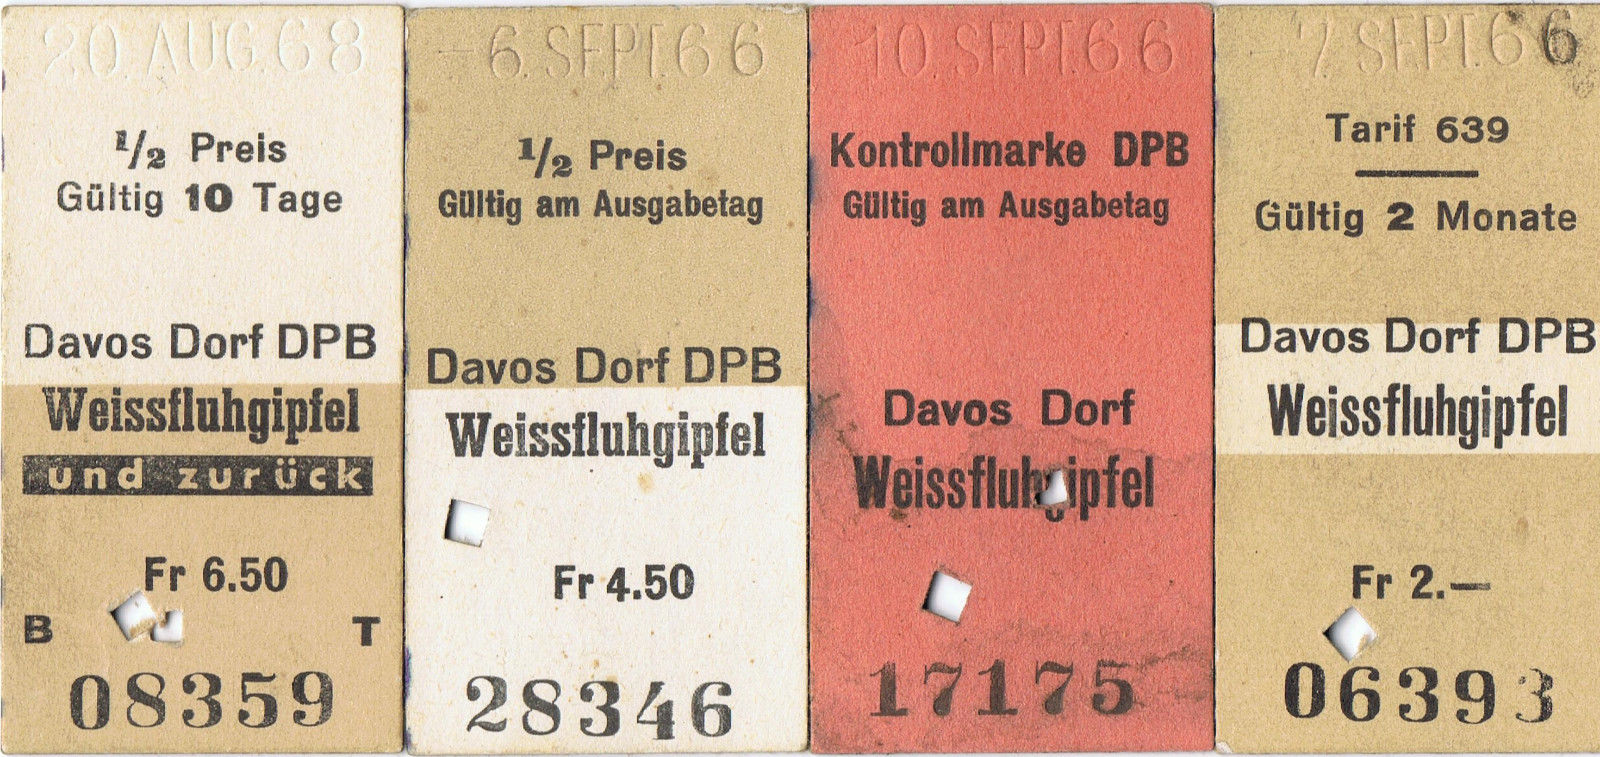 20.AUG.68
1/2 Preis
Gültig 10 Tage
Davos Dorf DPB
Weissfluhgipfel
und zurück
Fr 6.50
B T
08359
-6.SEPT.66
1/2 Preis
Gültig am Ausgabetag
Davos Dorf DPB
Weissfluhgipfel
Fr 4.50
28346
10.SEPT.66
Kontrollmarke DPB
Gültig am Ausgabetag
Davos Dorf
Weissfluhgipfel
17175
-7.SEPT.66
Tarif 639
Gültig 2 Monate
Davos Dorf DPB
Weissfluhgipfel
Fr 2.—
06393